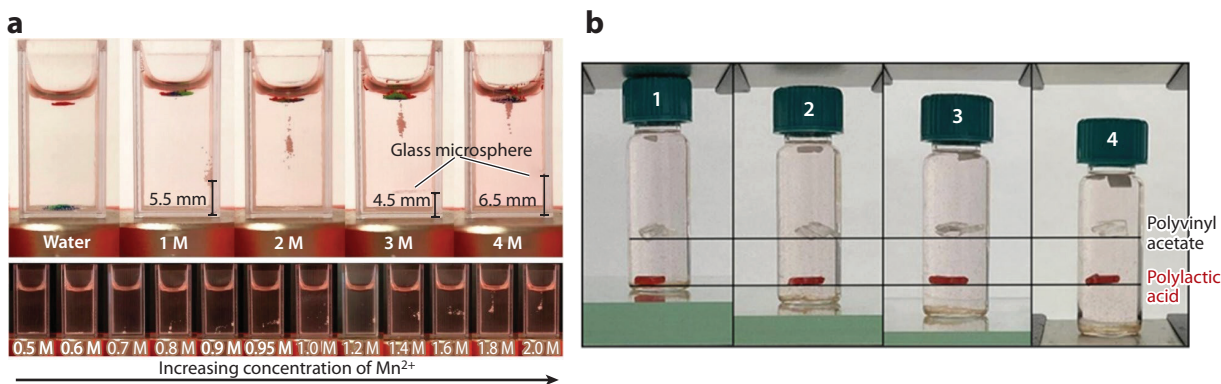 a
Glass microsphere
5.5 mm
4.5 mm
6.5 mm
Water
1 M
2 M
3 M
4 M
0.5 M
0.6 M
0.7 M
0.8 M
0.9 M
0.95 M
1.0 M
1.2 M
1.4 M
1.6 M
1.8 M
2.0 M
Increasing concentration of Mn²⁺
b
1
2
3
4
Polyvinyl
acetate
Polylactic
acid